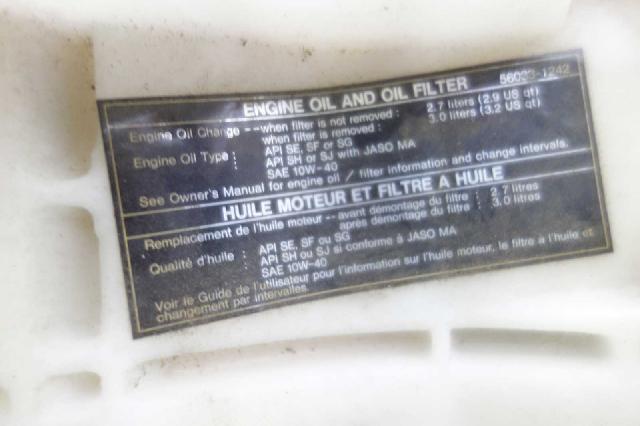 ENGINE OIL AND OIL FILTER 56033-1242
Engine Oil Change -- when filter is not removed : 2.7 liters (2.9 US qt)
when filter is removed : 3.0 liters (3.2 US qt)
Engine Oil Type : API SE, SF or SG
API SH or SJ with JASO MA
SAE 10W-40
See Owner's Manual for engine oil / filter information and change intervals.
HUILE MOTEUR ET FILTRE A HUILE
Remplacement de l'huile moteur -- avant démontage du filtre : 2.7 litres
après démontage du filtre : 3.0 litres
Qualité d'huile : API SE, SF ou SG
API SH ou SJ si conforme à JASO MA
SAE 10W-40
Voir le Guide de l'utilisateur pour l'information sur l'huile moteur, le filtre à l'huile et
changement par intervalles.